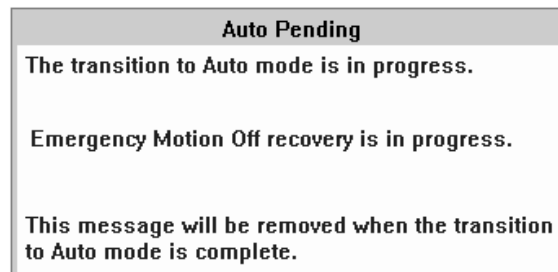 Auto Pending
The transition to Auto mode is in progress.
Emergency Motion Off recovery is in progress.
This message will be removed when the transition
to Auto mode is complete.